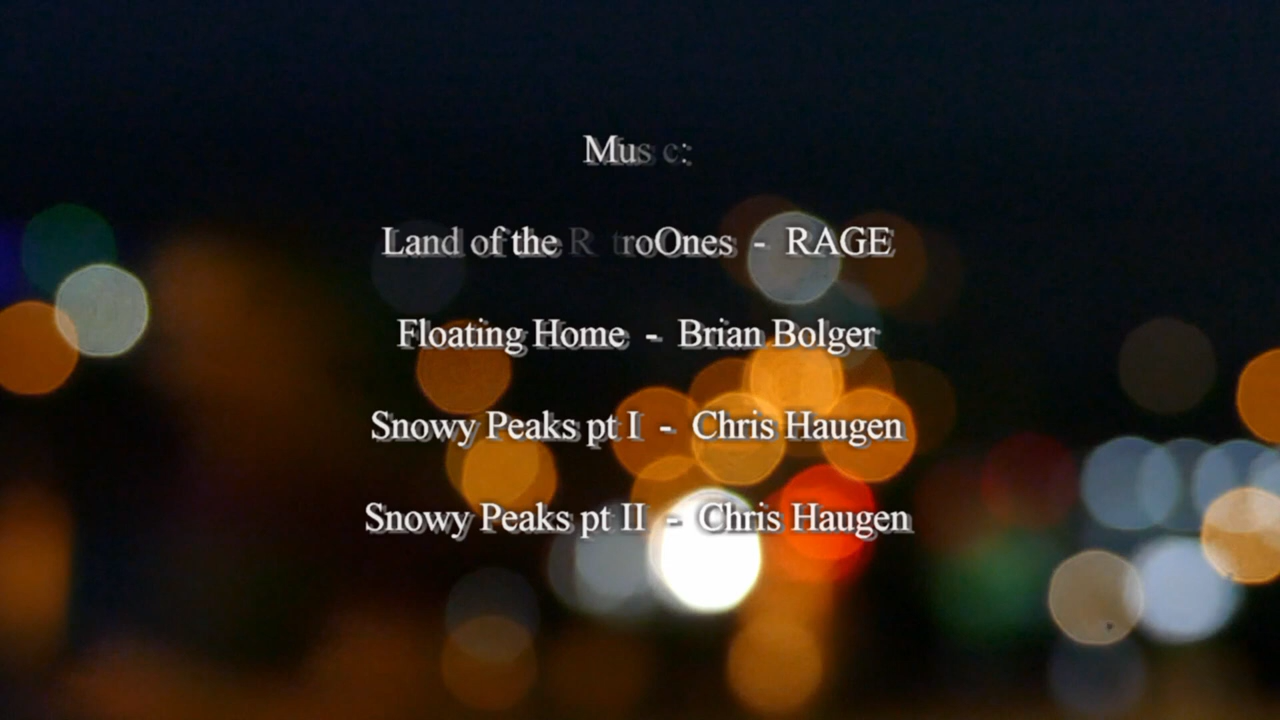 Music:
Land of the RetroOnes - RAGE
Floating Home - Brian Bolger
Snowy Peaks pt I - Chris Haugen
Snowy Peaks pt II - Chris Haugen